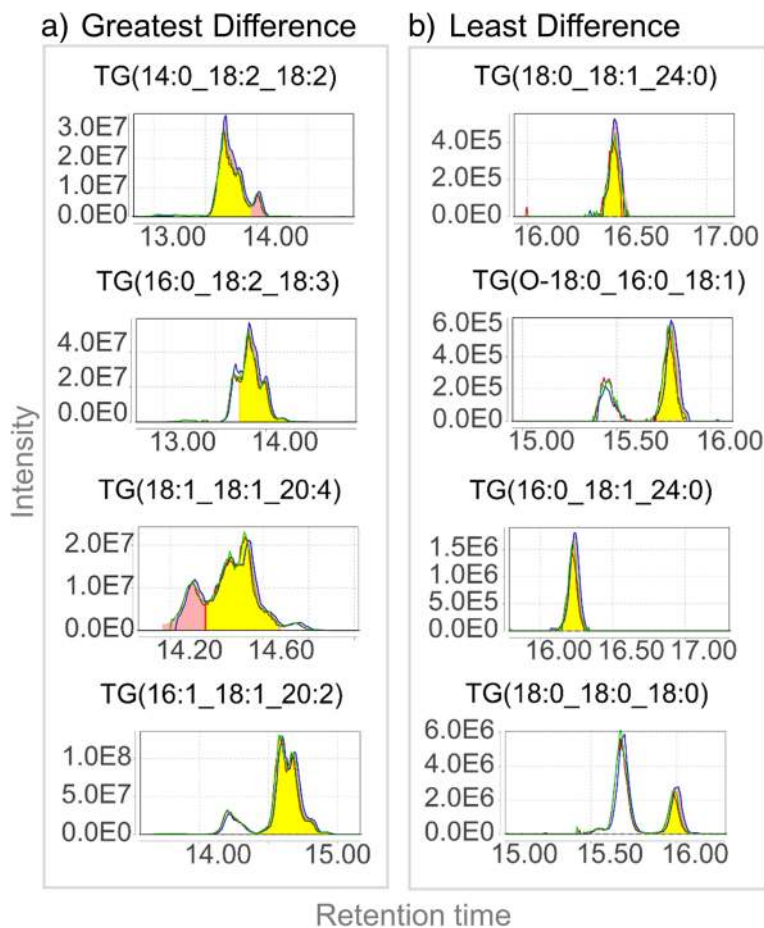 a) Greatest Difference
TG(14:0_18:2_18:2)
3.0E7
2.0E7
1.0E7
0.0E0
13.00 14.00
TG(16:0_18:2_18:3)
4.0E7
2.0E7
0.0E0
13.00 14.00
TG(18:1_18:1_20:4)
2.0E7
1.0E7
0.0E0
14.20 14.60
TG(16:1_18:1_20:2)
1.0E8
5.0E7
0.0E0
14.00 15.00
b) Least Difference
TG(18:0_18:1_24:0)
4.0E5
2.0E5
0.0E0
16.00 16.50 17.00
TG(O-18:0_16:0_18:1)
6.0E5
4.0E5
2.0E5
0.0E0
15.00 15.50 16.00
TG(16:0_18:1_24:0)
1.5E6
1.0E6
5.0E5
0.0E0
16.00 16.50 17.00
TG(18:0_18:0_18:0)
6.0E6
4.0E6
2.0E6
0.0E0
15.00 15.50 16.00
Intensity
Retention time